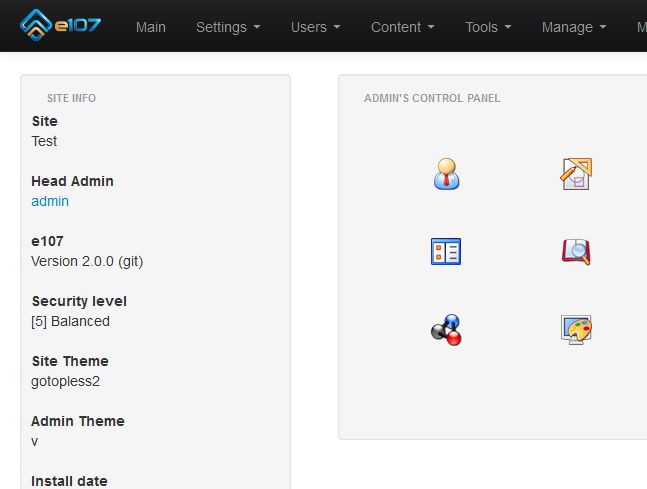 e107 Main Settings Users Content Tools Manage M
SITE INFO
Site
Test
Head Admin
admin
e107
Version 2.0.0 (git)
Security level
[5] Balanced
Site Theme
gotopless2
Admin Theme
v
Install date
ADMIN'S CONTROL PANEL